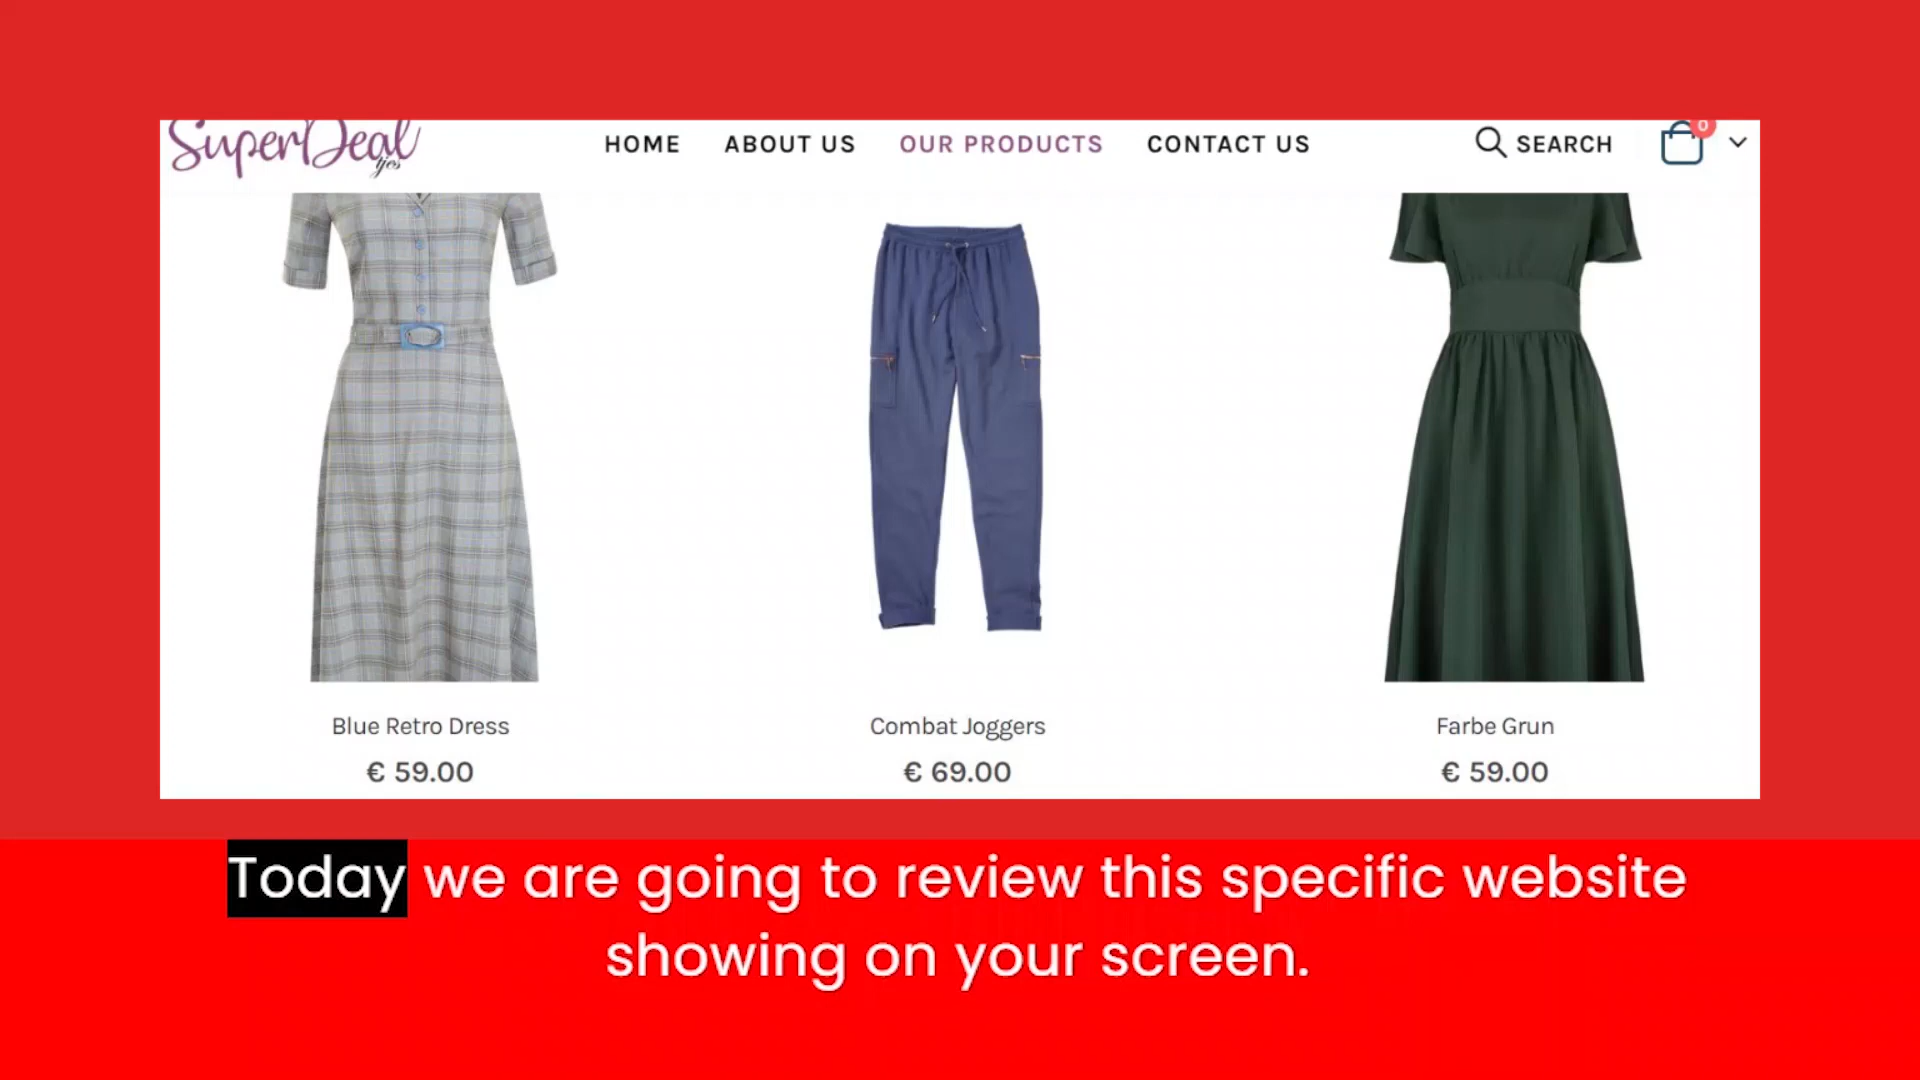 SuperDeal
tjes
HOME ABOUT US OUR PRODUCTS CONTACT US SEARCH 0
Blue Retro Dress Combat Joggers Farbe Grun
€ 59.00 € 69.00 € 59.00
Today we are going to review this specific website
showing on your screen.